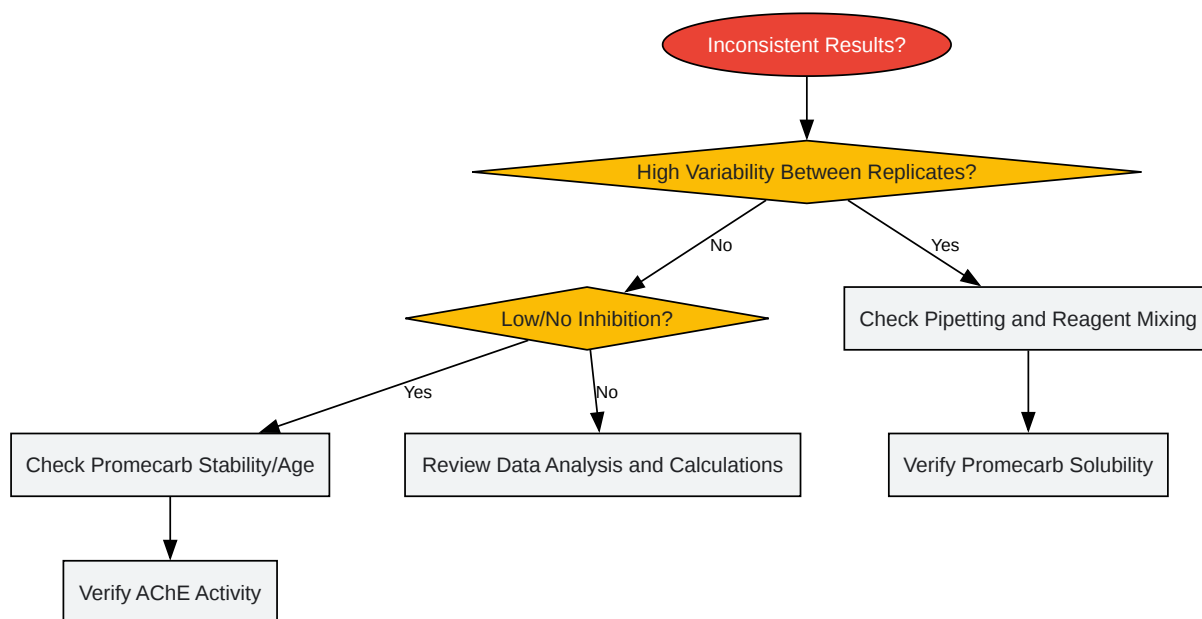 Inconsistent Results?
High Variability Between Replicates?
No
Yes
Low/No Inhibition?
Check Pipetting and Reagent Mixing
Yes
No
Check Promecarb Stability/Age
Review Data Analysis and Calculations
Verify Promecarb Solubility
Verify AChE Activity